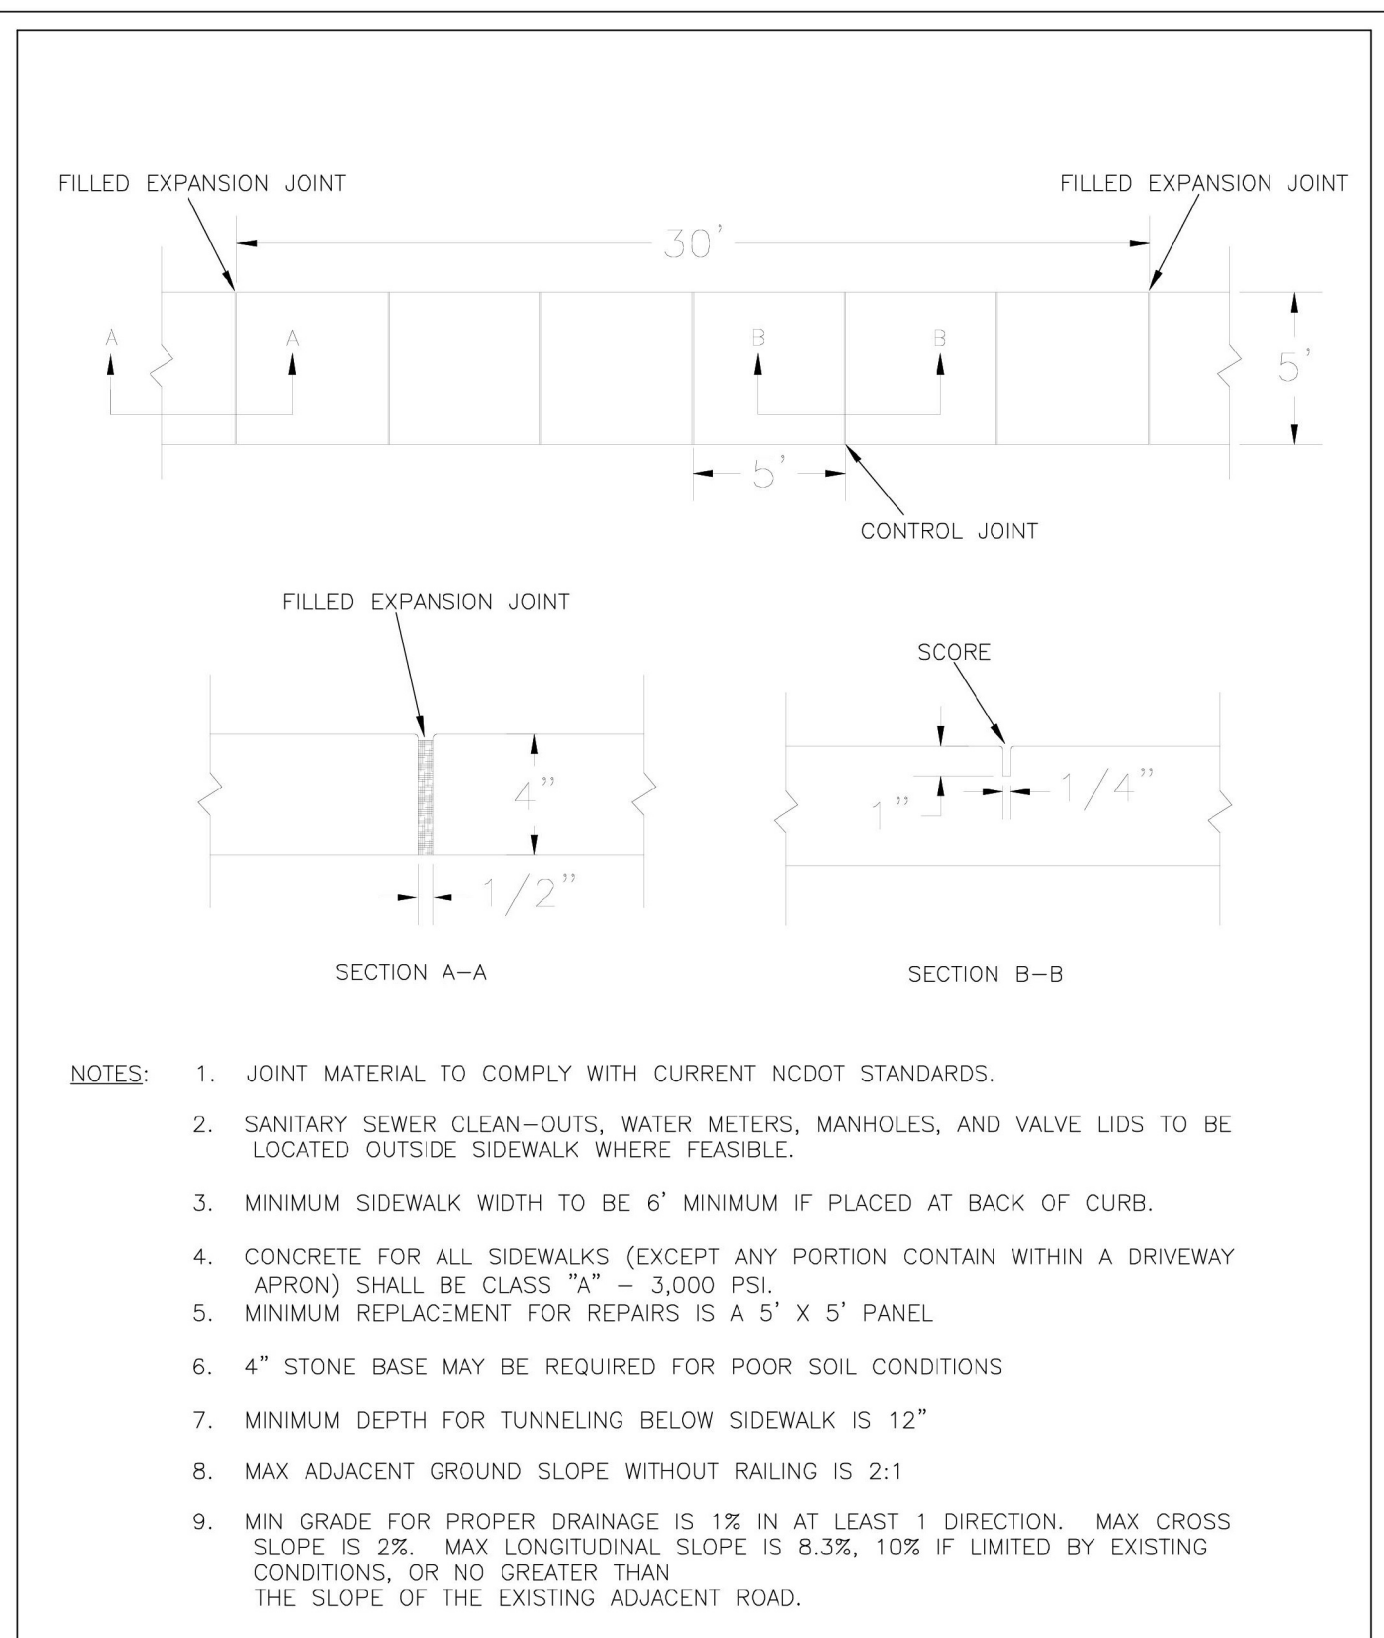 FILLED EXPANSION JOINT
FILLED EXPANSION JOINT
30'
A
A
B
B
5'
5'
CONTROL JOINT
FILLED EXPANSION JOINT
SCORE
4"
1"
1/4"
1/2"
SECTION A-A
SECTION B-B
NOTES: 1. JOINT MATERIAL TO COMPLY WITH CURRENT NCDOT STANDARDS.
2. SANITARY SEWER CLEAN-OUTS, WATER METERS, MANHOLES, AND VALVE LIDS TO BE
LOCATED OUTSIDE SIDEWALK WHERE FEASIBLE.
3. MINIMUM SIDEWALK WIDTH TO BE 6' MINIMUM IF PLACED AT BACK OF CURB.
4. CONCRETE FOR ALL SIDEWALKS (EXCEPT ANY PORTION CONTAIN WITHIN A DRIVEWAY
APRON) SHALL BE CLASS "A" – 3,000 PSI.
5. MINIMUM REPLACEMENT FOR REPAIRS IS A 5' X 5' PANEL
6. 4" STONE BASE MAY BE REQUIRED FOR POOR SOIL CONDITIONS
7. MINIMUM DEPTH FOR TUNNELING BELOW SIDEWALK IS 12"
8. MAX ADJACENT GROUND SLOPE WITHOUT RAILING IS 2:1
9. MIN GRADE FOR PROPER DRAINAGE IS 1% IN AT LEAST 1 DIRECTION. MAX CROSS
SLOPE IS 2%. MAX LONGITUDINAL SLOPE IS 8.3%, 10% IF LIMITED BY EXISTING
CONDITIONS, OR NO GREATER THAN
THE SLOPE OF THE EXISTING ADJACENT ROAD.